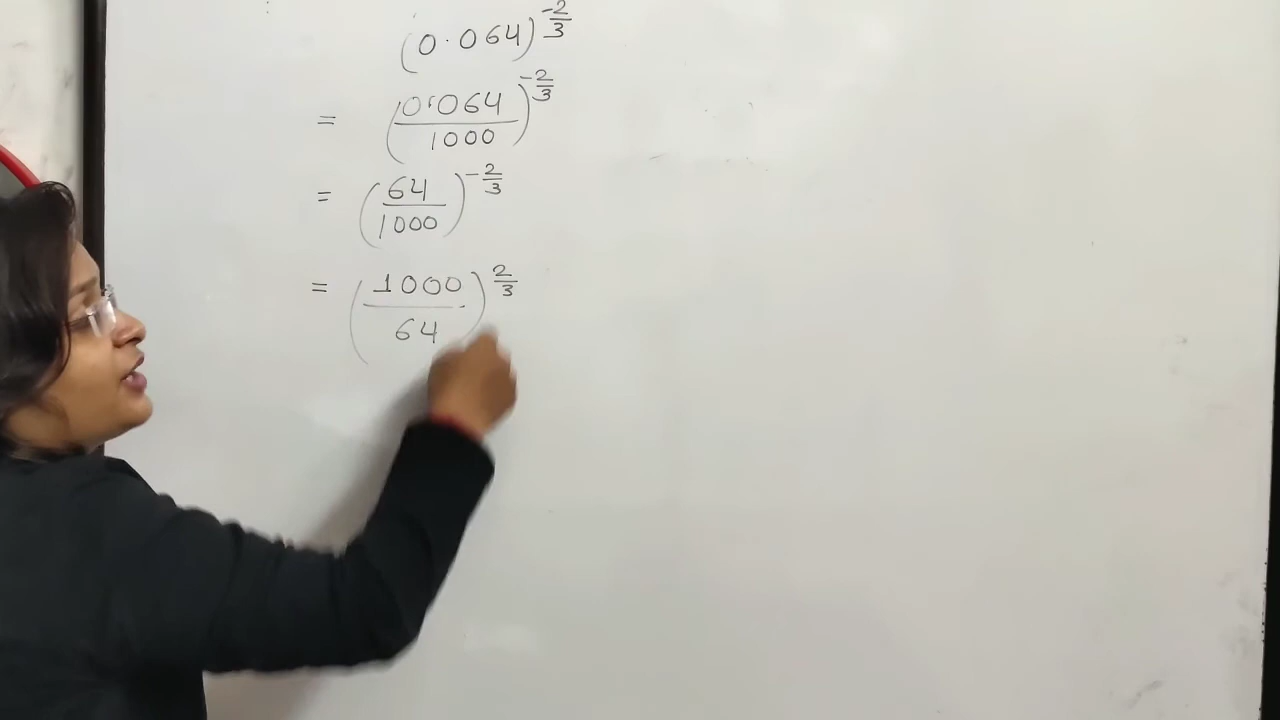 (0.064)^{-2/3}
= (0.064/1000)^{-2/3}
= (64/1000)^{-2/3}
= (1000/64)^{2/3}